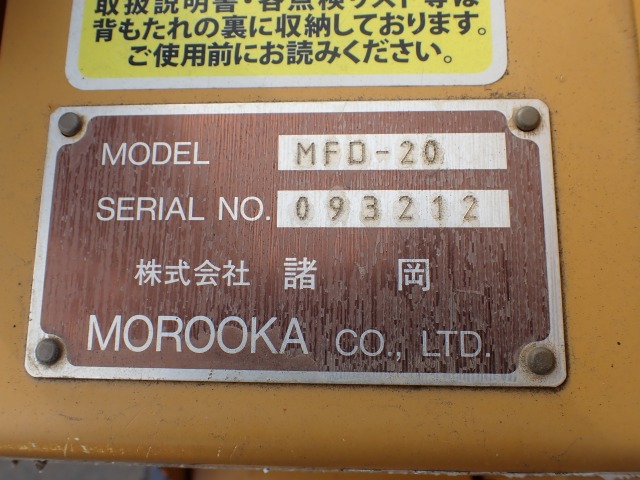 取扱説明書・各点検リスト等は
背もたれの裏に収納しております。
ご使用前にお読みください。
MODEL MFD-20
SERIAL NO. 093212
株式会社 諸 岡
MOROOKA CO., LTD.